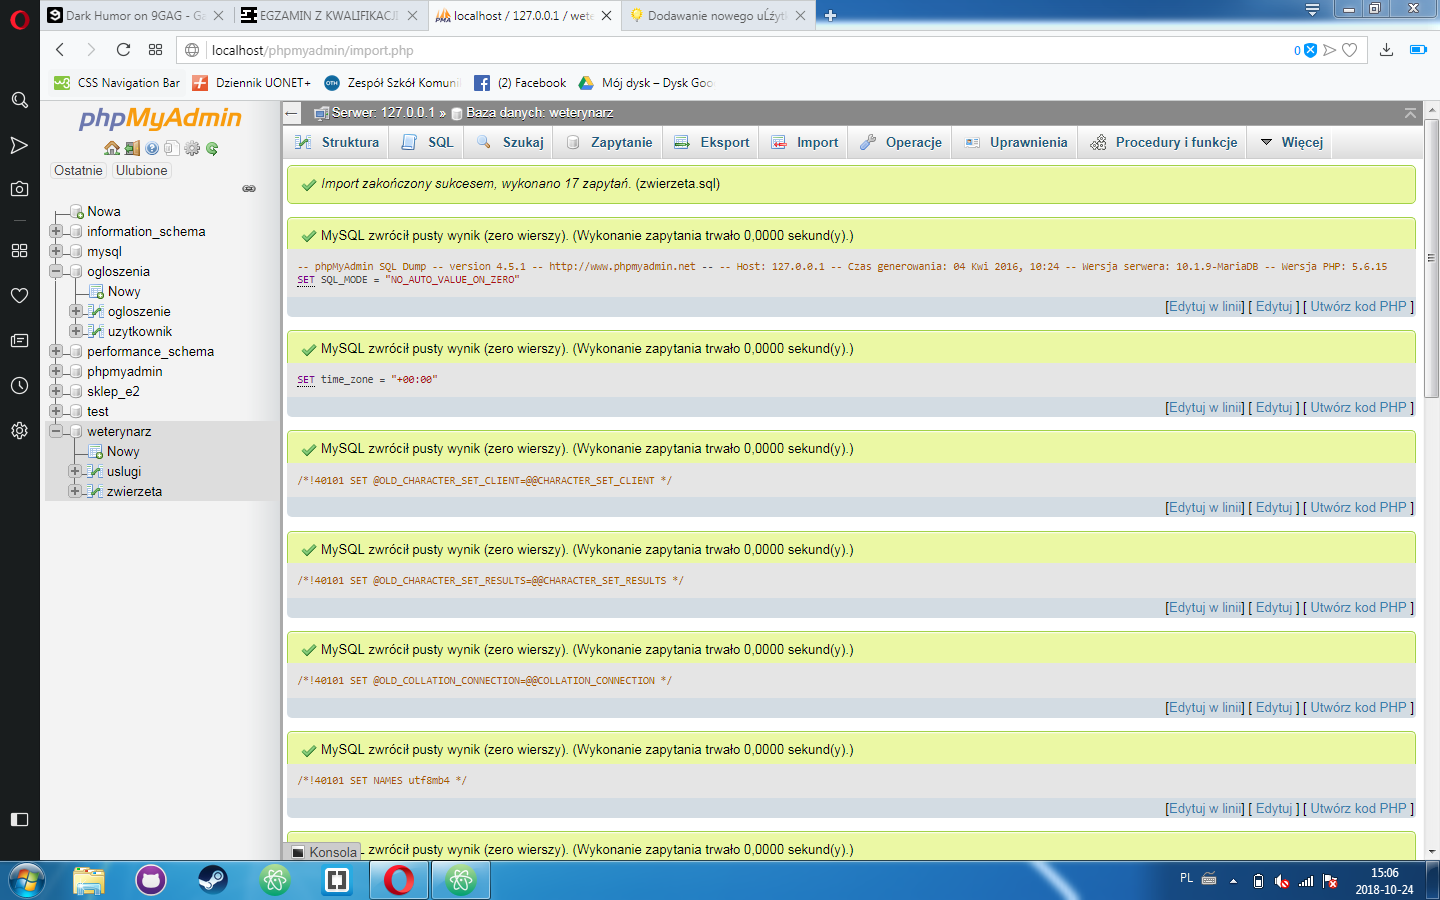 Dark Humor on 9GAG - Ga
EGZAMIN Z KWALIFIKACJI
localhost / 127.0.0.1 / wete
Dodawanie nowego uLźytk
localhost/phpmyadmin/import.php
0
CSS Navigation Bar
Dziennik UONET+
Zespół Szkół Komuni
(2) Facebook
Mój dysk – Dysk Goo
phpMyAdmin
Ostatnie
Ulubione
Nowa
information_schema
mysql
ogloszenia
Nowy
ogloszenie
uzytkownik
performance_schema
phpmyadmin
sklep_e2
test
weterynarz
Nowy
uslugi
zwierzeta
Serwer: 127.0.0.1 » Baza danych: weterynarz
Struktura
SQL
Szukaj
Zapytanie
Eksport
Import
Operacje
Uprawnienia
Procedury i funkcje
Więcej
Import zakończony sukcesem, wykonano 17 zapytań. (zwierzeta.sql)
MySQL zwrócił pusty wynik (zero wierszy). (Wykonanie zapytania trwało 0,0000 sekund(y).)
-- phpMyAdmin SQL Dump -- version 4.5.1 -- http://www.phpmyadmin.net -- -- Host: 127.0.0.1 -- Czas generowania: 04 Kwi 2016, 10:24 -- Wersja serwera: 10.1.9-MariaDB -- Wersja PHP: 5.6.15
SET SQL_MODE = "NO_AUTO_VALUE_ON_ZERO"
[Edytuj w linii] [ Edytuj ] [ Utwórz kod PHP ]
MySQL zwrócił pusty wynik (zero wierszy). (Wykonanie zapytania trwało 0,0000 sekund(y).)
SET time_zone = "+00:00"
[Edytuj w linii] [ Edytuj ] [ Utwórz kod PHP ]
MySQL zwrócił pusty wynik (zero wierszy). (Wykonanie zapytania trwało 0,0000 sekund(y).)
/*!40101 SET @OLD_CHARACTER_SET_CLIENT=@@CHARACTER_SET_CLIENT */
[Edytuj w linii] [ Edytuj ] [ Utwórz kod PHP ]
MySQL zwrócił pusty wynik (zero wierszy). (Wykonanie zapytania trwało 0,0000 sekund(y).)
/*!40101 SET @OLD_CHARACTER_SET_RESULTS=@@CHARACTER_SET_RESULTS */
[Edytuj w linii] [ Edytuj ] [ Utwórz kod PHP ]
MySQL zwrócił pusty wynik (zero wierszy). (Wykonanie zapytania trwało 0,0000 sekund(y).)
/*!40101 SET @OLD_COLLATION_CONNECTION=@@COLLATION_CONNECTION */
[Edytuj w linii] [ Edytuj ] [ Utwórz kod PHP ]
MySQL zwrócił pusty wynik (zero wierszy). (Wykonanie zapytania trwało 0,0000 sekund(y).)
/*!40101 SET NAMES utf8mb4 */
[Edytuj w linii] [ Edytuj ] [ Utwórz kod PHP ]
Konsola
zwrócił pusty wynik (zero wierszy). (Wykonanie zapytania trwało 0,0000 sekund(y).)
PL
15:06
2018-10-24